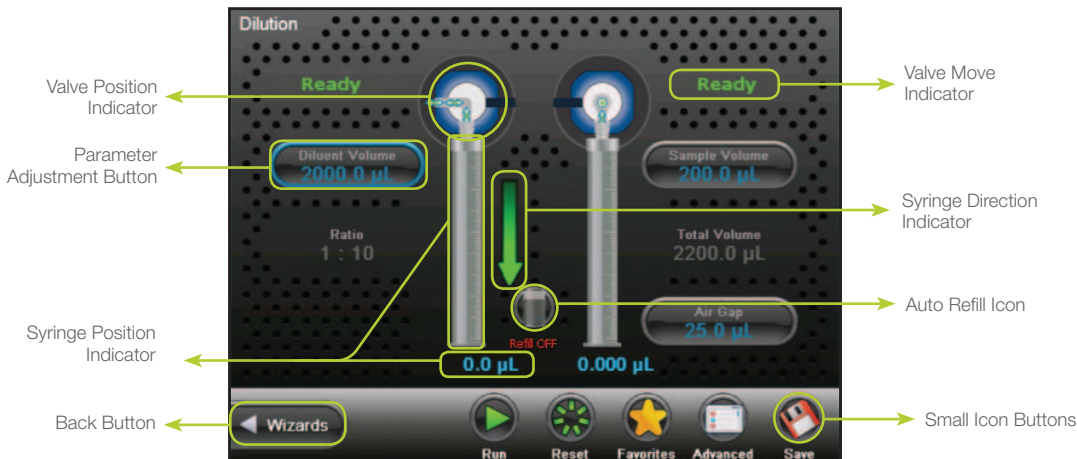 Dilution
Valve Position
Indicator
Ready
Ready
Valve Move
Indicator
Parameter
Adjustment Button
Diluent Volume
2000.0 µL
Sample Volume
200.0 µL
Syringe Direction
Indicator
Ratio
1 : 10
Total Volume
2200.0 µL
Auto Refill Icon
Air Gap
25.0 µL
Syringe Position
Indicator
Refill OFF
0.0 µL
0.000 µL
Back Button
Wizards
Small Icon Buttons
Run
Reset
Favorites
Advanced
Save